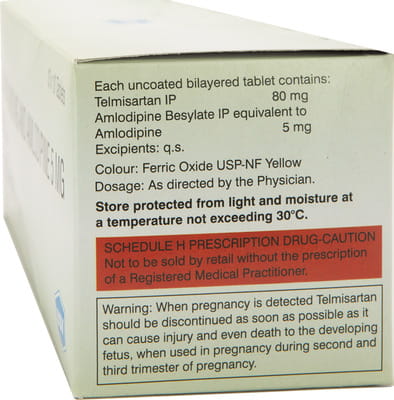 Each uncoated bilayered tablet contains:
Telmisartan IP 80 mg
Amlodipine Besylate IP equivalent to
Amlodipine 5 mg
Excipients: q.s.
Colour: Ferric Oxide USP-NF Yellow
Dosage: As directed by the Physician.
Store protected from light and moisture at
a temperature not exceeding 30°C.
SCHEDULE H PRESCRIPTION DRUG-CAUTION
Not to be sold by retail without the prescription
of a Registered Medical Practitioner.
Warning: When pregnancy is detected Telmisartan
should be discontinued as soon as possible as it
can cause injury and even death to the developing
fetus, when used in pregnancy during second and
third trimester of pregnancy.
5 MG